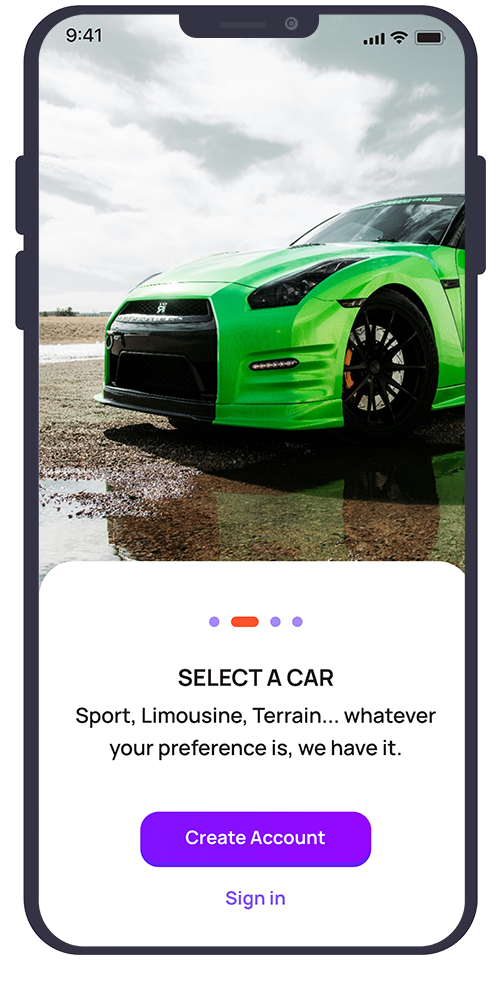 9:41
SELECT A CAR
Sport, Limousine, Terrain... whatever
your preference is, we have it.
Create Account
Sign in